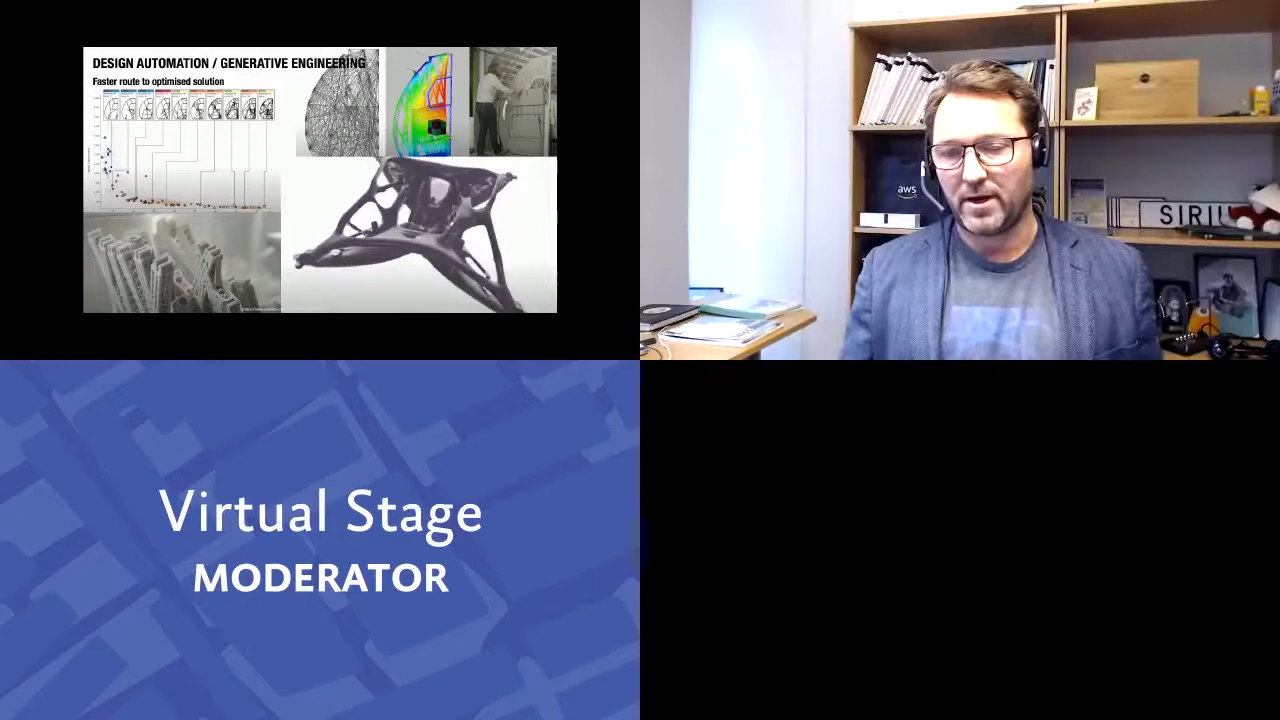 DESIGN AUTOMATION / GENERATIVE ENGINEERING
Faster route to optimised solution
aws
SIRIU
Virtual Stage
MODERATOR